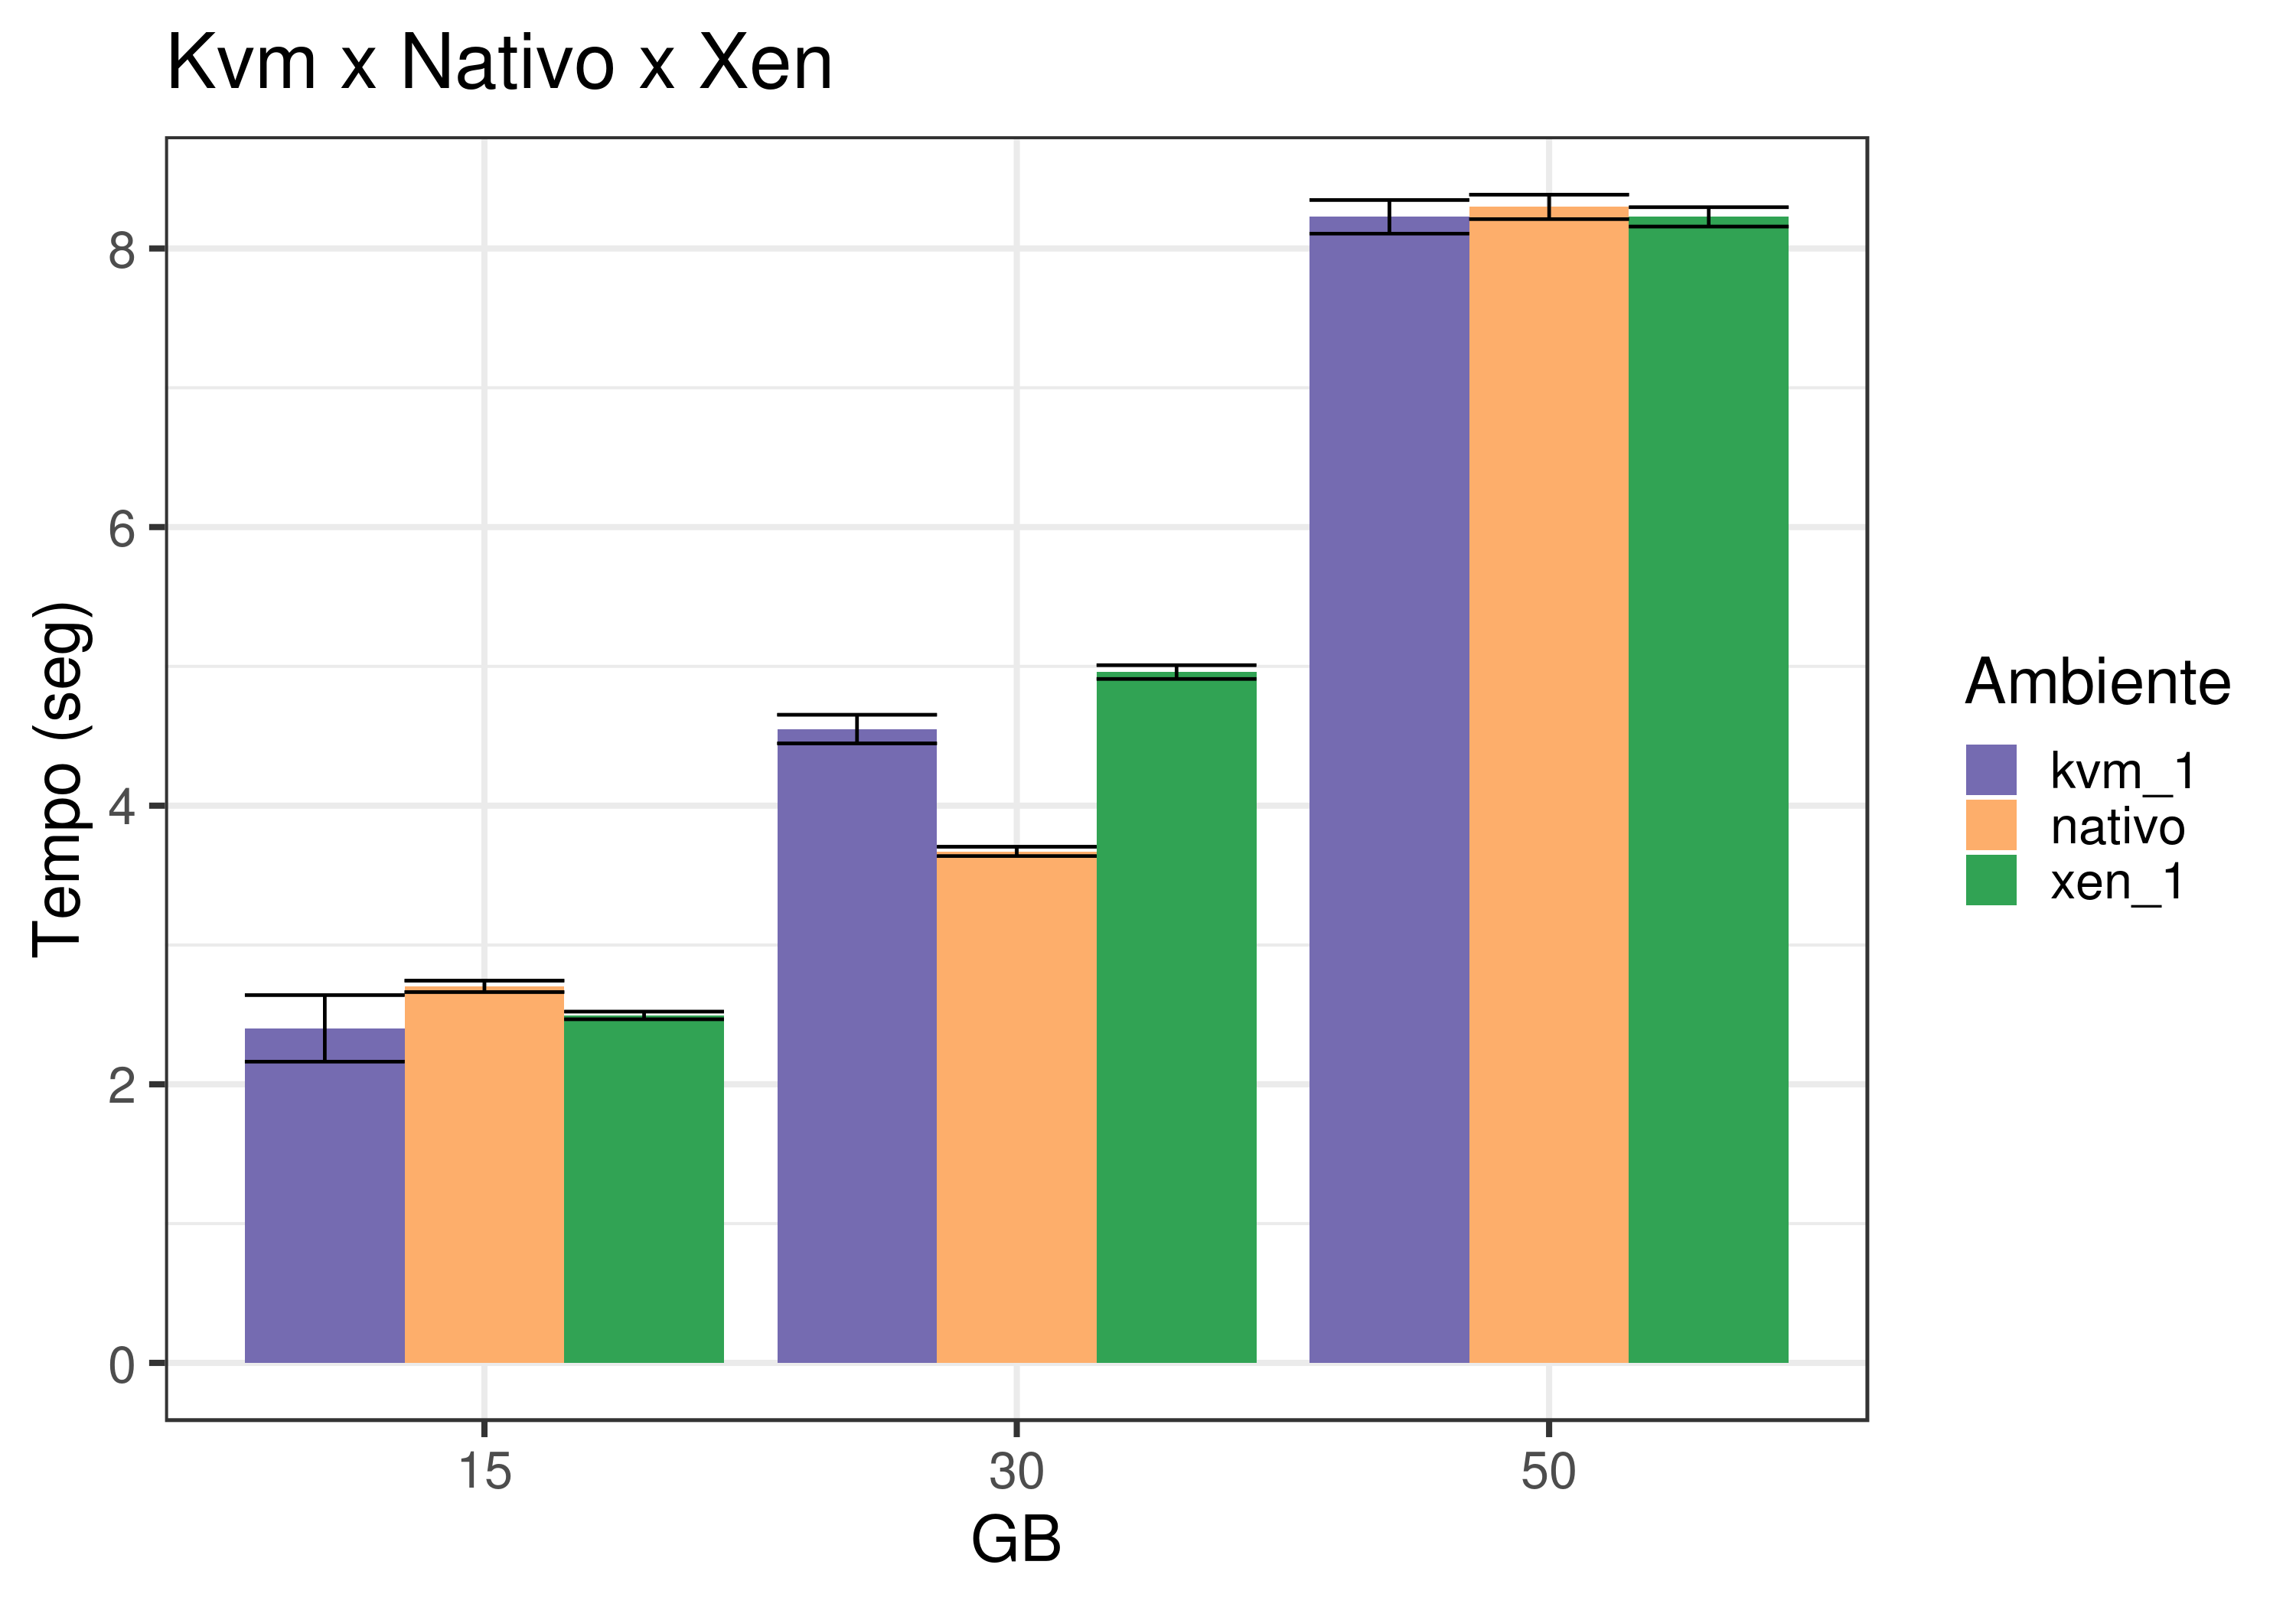 Kvm x Nativo x Xen
Tempo (seg)
8
6
4
2
0
15
30
50
GB
Ambiente
kvm_1
nativo
xen_1